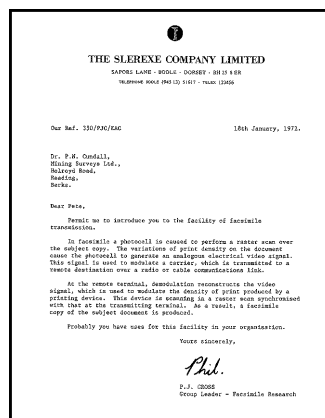 THE SLEREXE COMPANY LIMITED
SAPORS LANE - BOOLE - DORSET - BH 25 8 ER
TELEPHONE BOOLE (945 13) 51617 - TELEX 123456
Our Ref. 350/PJC/EAC
18th January, 1972.
Dr. P.N. Cundall,
Mining Surveys Ltd.,
Holroyd Road,
Reading,
Berks.
Dear Pete,
Permit me to introduce you to the facility of facsimile
transmission.
In facsimile a photocell is caused to perform a raster scan over
the subject copy. The variations of print density on the document
cause the photocell to generate an analogous electrical video signal.
This signal is used to modulate a carrier, which is transmitted to a
remote destination over a radio or cable communications link.
At the remote terminal, demodulation reconstructs the video
signal, which is used to modulate the density of print produced by a
printing device. This device is scanning in a raster scan synchronised
with that at the transmitting terminal. As a result, a facsimile
copy of the subject document is produced.
Probably you have uses for this facility in your organisation.
Yours sincerely,
Phil.
P.J. CROSS
Group Leader - Facsimile Research